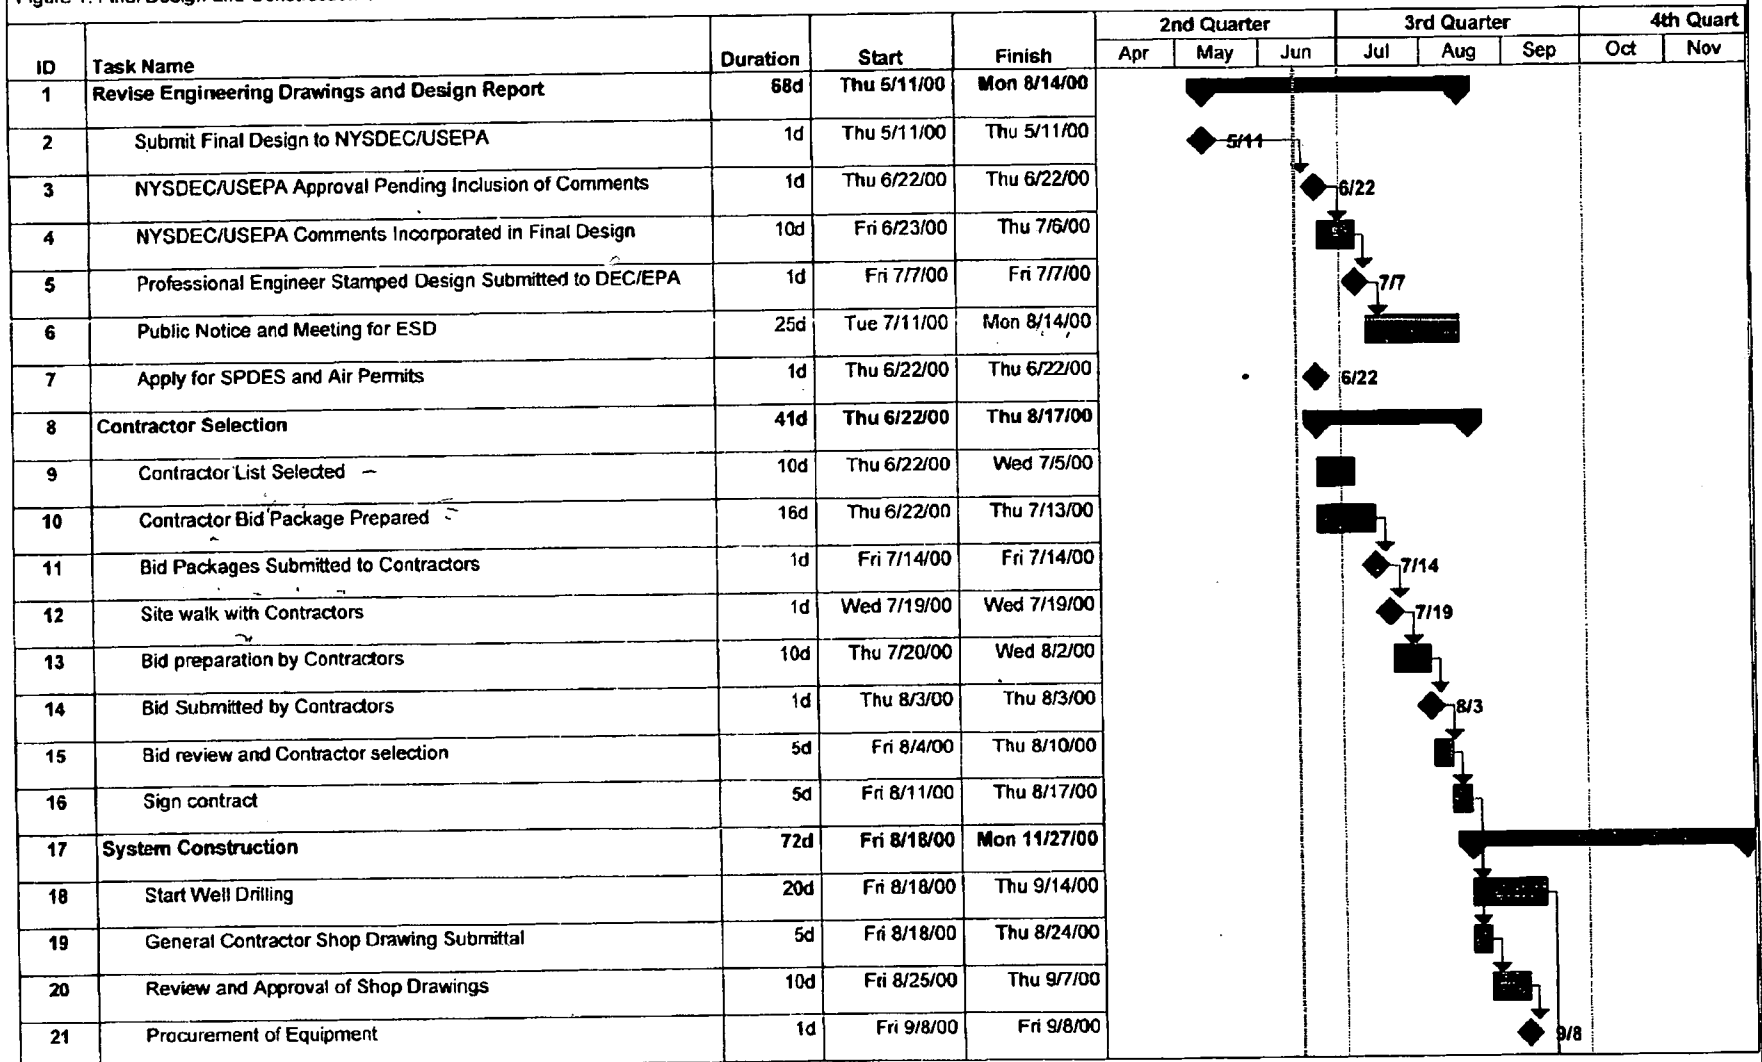 2nd Quarter 3rd Quarter 4th Quart
ID Task Name Duration Start Finish Apr May Jun Jul Aug Sep Oct Nov
1 Revise Engineering Drawings and Design Report 68d Thu 5/11/00 Mon 8/14/00
2 Submit Final Design to NYSDEC/USEPA 1d Thu 5/11/00 Thu 5/11/00 5/11
3 NYSDEC/USEPA Approval Pending Inclusion of Comments 1d Thu 6/22/00 Thu 6/22/00 6/22
4 NYSDEC/USEPA Comments Incorporated in Final Design 10d Fri 6/23/00 Thu 7/6/00
5 Professional Engineer Stamped Design Submitted to DEC/EPA 1d Fri 7/7/00 Fri 7/7/00 7/7
6 Public Notice and Meeting for ESD 25d Tue 7/11/00 Mon 8/14/00
7 Apply for SPDES and Air Permits 1d Thu 6/22/00 Thu 6/22/00 6/22
8 Contractor Selection 41d Thu 6/22/00 Thu 8/17/00
9 Contractor List Selected 10d Thu 6/22/00 Wed 7/5/00
10 Contractor Bid Package Prepared 16d Thu 6/22/00 Thu 7/13/00
11 Bid Packages Submitted to Contractors 1d Fri 7/14/00 Fri 7/14/00 7/14
12 Site walk with Contractors 1d Wed 7/19/00 Wed 7/19/00 7/19
13 Bid preparation by Contractors 10d Thu 7/20/00 Wed 8/2/00
14 Bid Submitted by Contractors 1d Thu 8/3/00 Thu 8/3/00 8/3
15 Bid review and Contractor selection 5d Fri 8/4/00 Thu 8/10/00
16 Sign contract 5d Fri 8/11/00 Thu 8/17/00
17 System Construction 72d Fri 8/18/00 Mon 11/27/00
18 Start Well Drilling 20d Fri 8/18/00 Thu 9/14/00
19 General Contractor Shop Drawing Submittal 5d Fri 8/18/00 Thu 8/24/00
20 Review and Approval of Shop Drawings 10d Fri 8/25/00 Thu 9/7/00
21 Procurement of Equipment 1d Fri 9/8/00 Fri 9/8/00 9/8